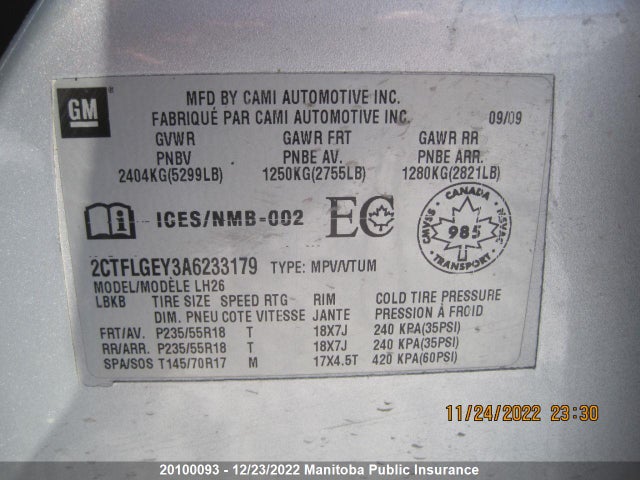 GM ®
MFD BY CAMI AUTOMOTIVE INC.
FABRIQUÉ PAR CAMI AUTOMOTIVE INC. 09/09
GVWR GAWR FRT GAWR RR
PNBV PNBE AV. PNBE ARR.
2404KG(5299LB) 1250KG(2755LB) 1280KG(2821LB)
i ICES/NMB-002 EC CANADA CMVSS 985 NSVAC TRANSPORT
2CTFLGEY3A6233179 TYPE: MPV/VTUM
MODEL/MODÈLE LH26
LBKB TIRE SIZE SPEED RTG RIM COLD TIRE PRESSURE
DIM. PNEU COTE VITESSE JANTE PRESSION À FROID
FRT/AV. P235/55R18 T 18X7J 240 KPA(35PSI)
RR/ARR. P235/55R18 T 18X7J 240 KPA(35PSI)
SPA/SOS T145/70R17 M 17X4.5T 420 KPA(60PSI)
11/24/2022 23:30
20100093 - 12/23/2022 Manitoba Public Insurance